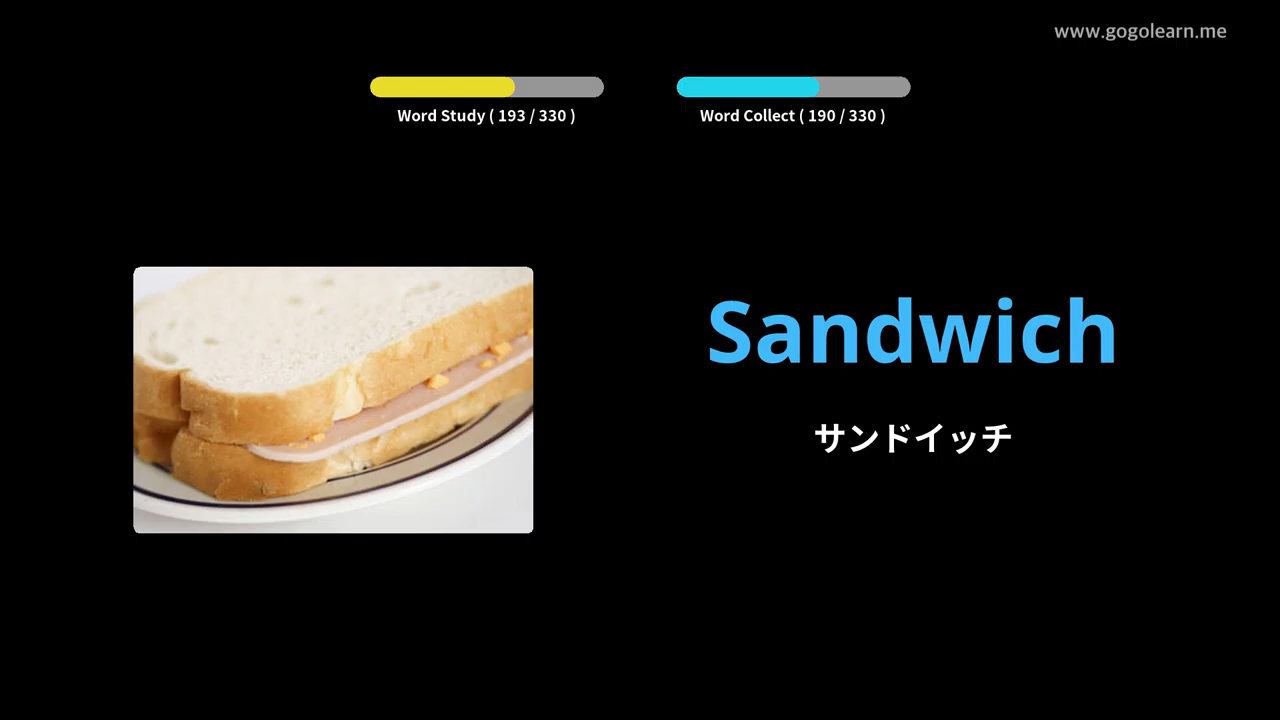 www.gogolearn.me
Word Study ( 193 / 330 )
Word Collect ( 190 / 330 )
Sandwich
サンドイッチ